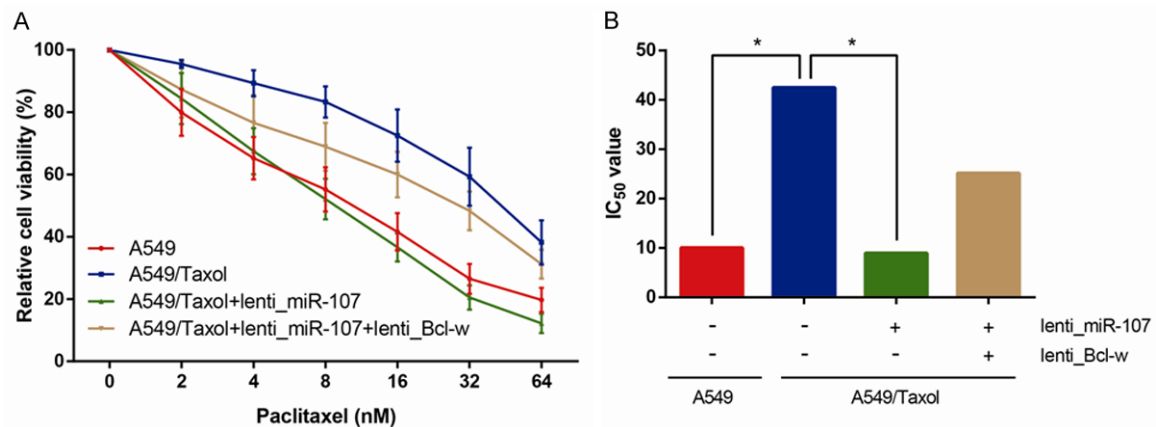 A
Relative cell viability (%)
100
80
60
40
20
0
A549
A549/Taxol
A549/Taxol+lenti_miR-107
A549/Taxol+lenti_miR-107+lenti_Bcl-w
0 2 4 8 16 32 64
Paclitaxel (nM)
B
IC50 value
50
40
30
20
10
0
* *
- - + + lenti_miR-107
- - - + lenti_Bcl-w
A549 A549/Taxol